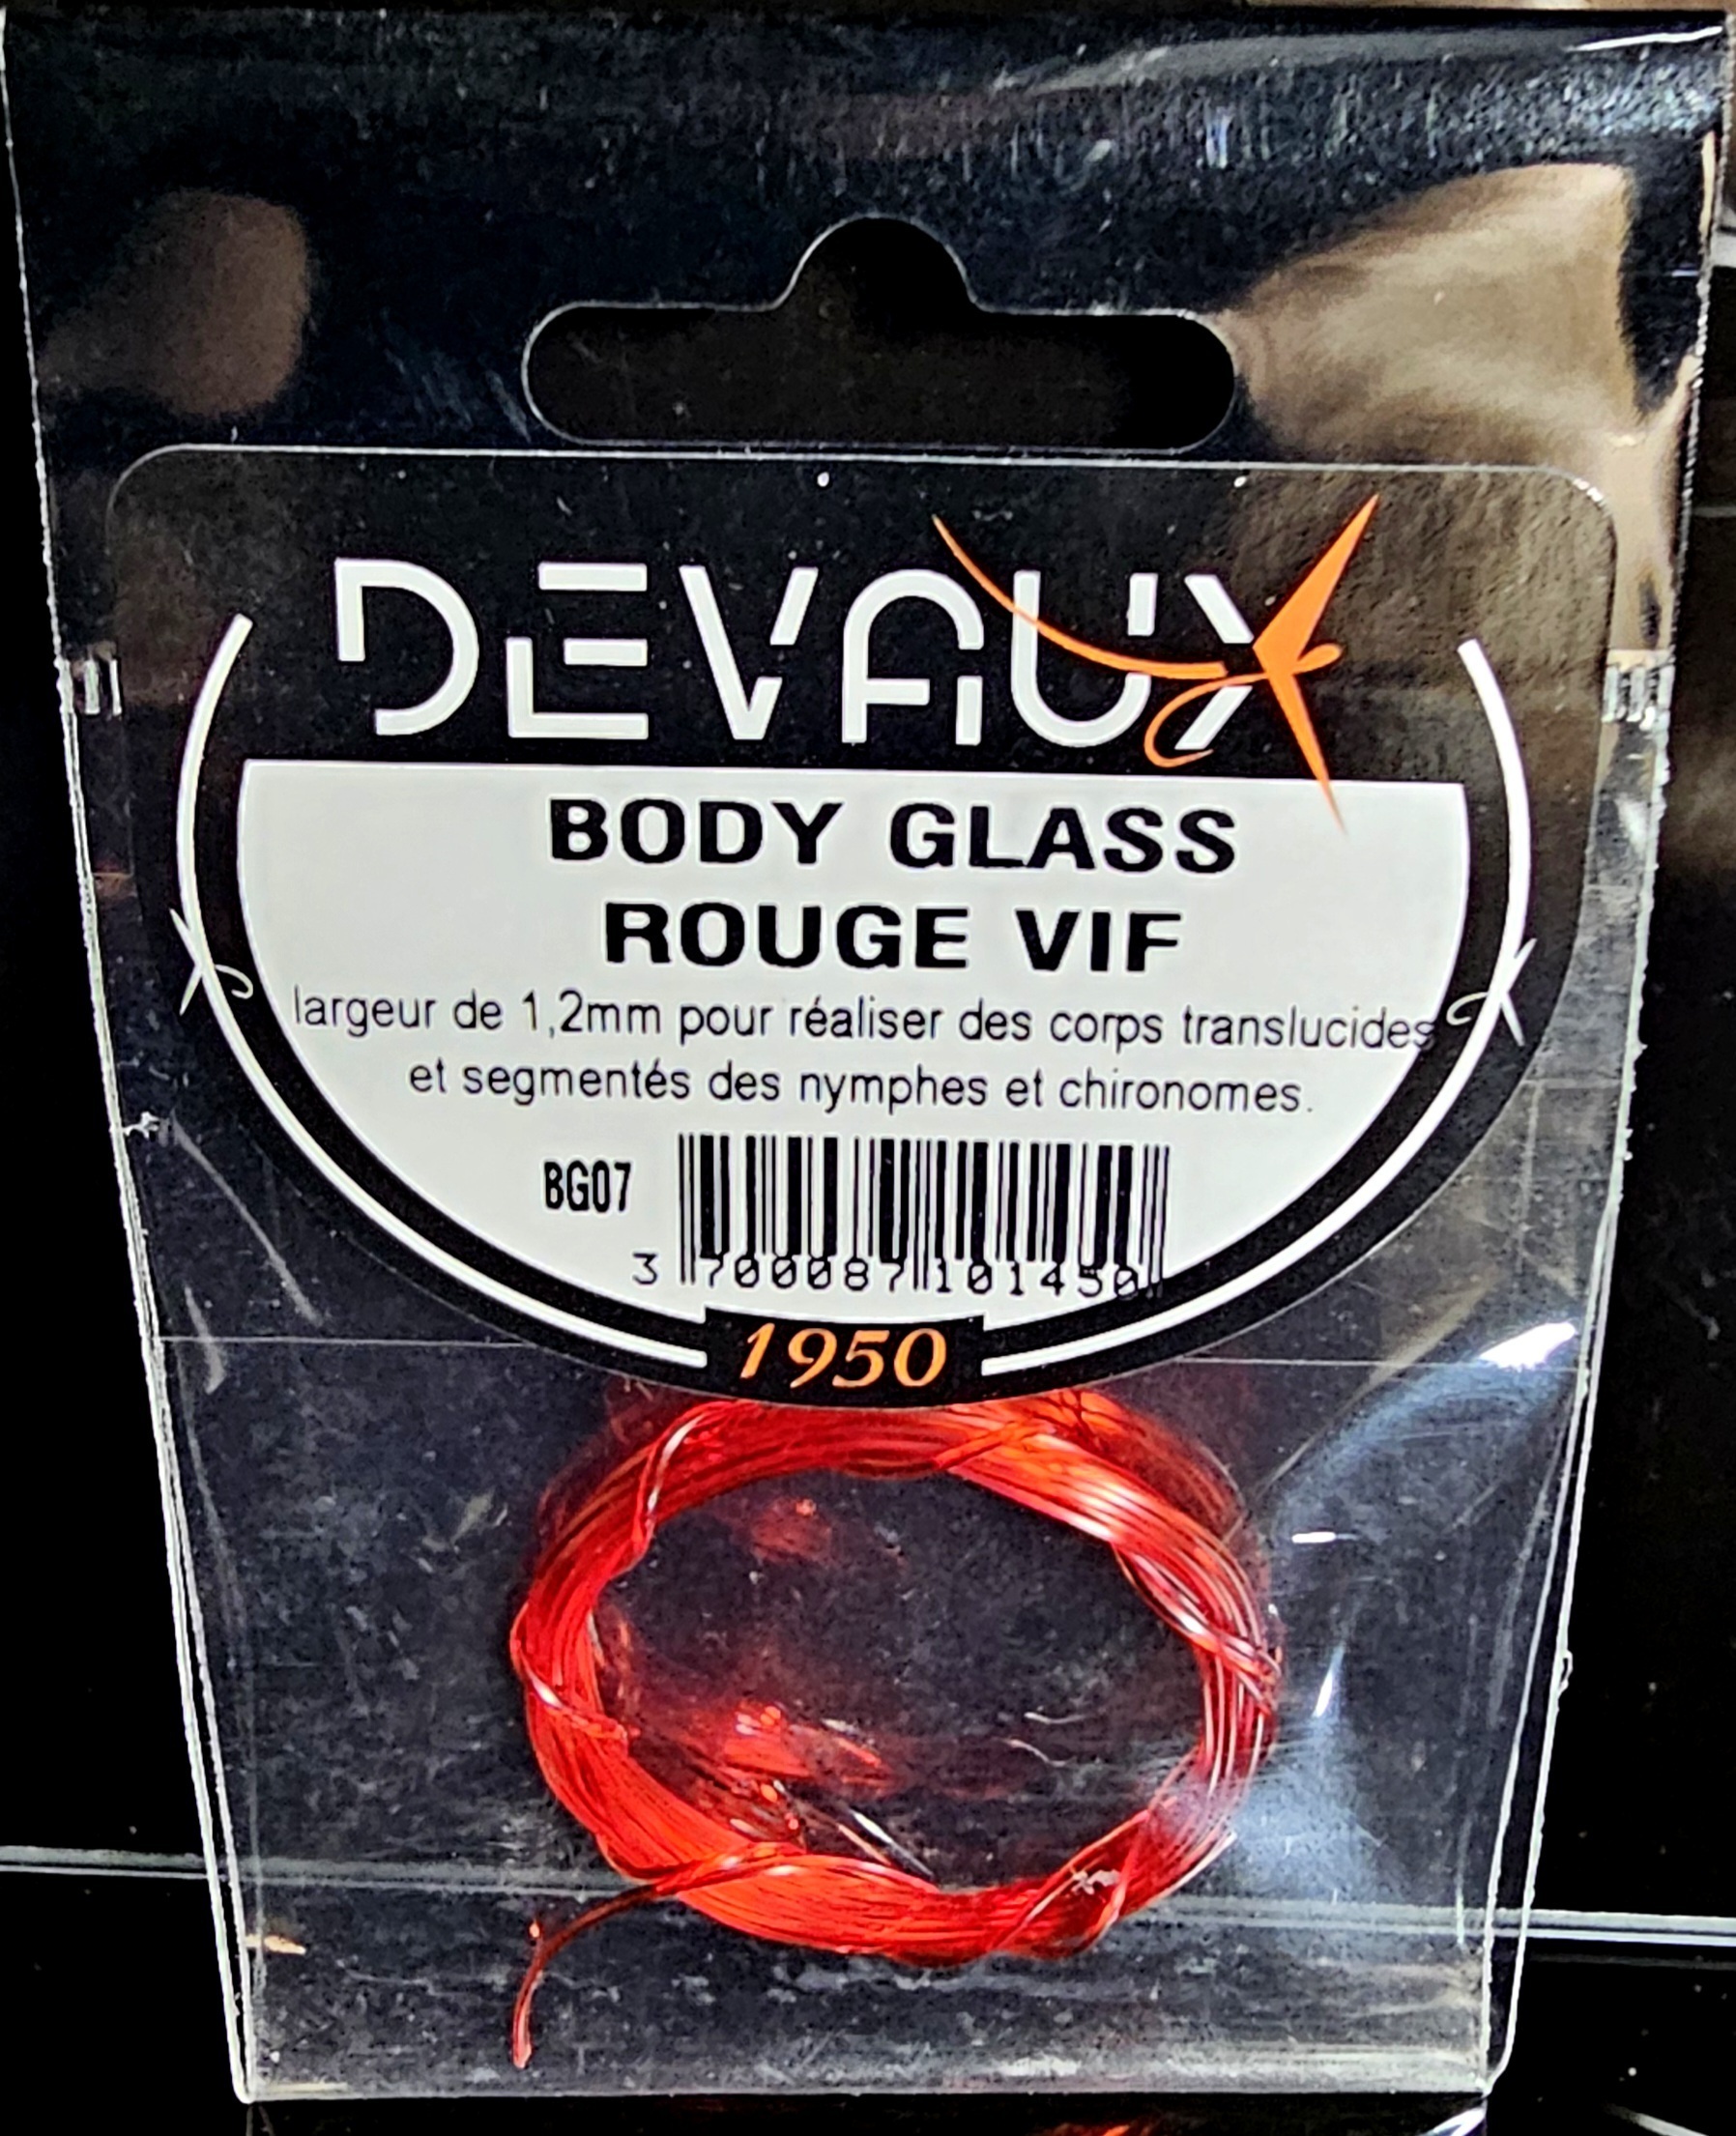 DEVAUX
BODY GLASS
ROUGE VIF
largeur de 1,2mm pour réaliser des corps translucides
et segmentés des nymphes et chironomes.
BG07
3 700087 101450
1950